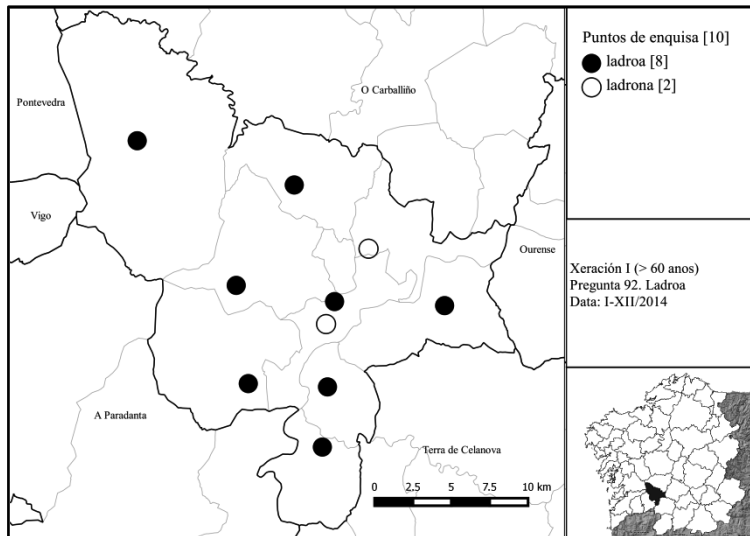 Puntos de enquisa [10]
ladroa [8]
ladrona [2]
O Carballiño
Pontevedra
Vigo
Ourense
Xeración I (> 60 anos)
Pregunta 92. Ladroa
Data: I-XII/2014
A Paradanta
Terra de Celanova
0 2,5 5 7,5 10 km